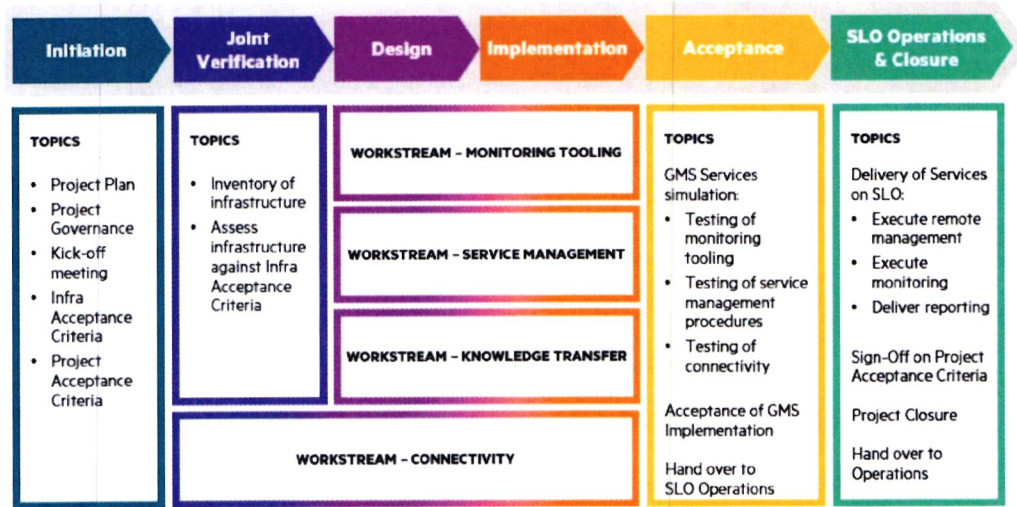 Initiation
Joint
Verification
Design
Implementation
Acceptance
SLO Operations
& Closure
TOPICS
• Project Plan
• Project
Governance
• Kick-off
meeting
• Infra
Acceptance
Criteria
• Project
Acceptance
Criteria
TOPICS
• Inventory of
infrastructure
• Assess
infrastructure
against Infra
Acceptance
Criteria
WORKSTREAM – MONITORING TOOLING
WORKSTREAM – SERVICE MANAGEMENT
WORKSTREAM – KNOWLEDGE TRANSFER
WORKSTREAM – CONNECTIVITY
TOPICS
GMS Services
simulation:
• Testing of
monitoring
tooling
• Testing of service
management
procedures
• Testing of
connectivity
Acceptance of GMS
Implementation
Hand over to
SLO Operations
TOPICS
Delivery of Services
on SLO:
• Execute remote
management
• Execute
monitoring
• Deliver reporting
Sign-Off on Project
Acceptance Criteria
Project Closure
Hand over to
Operations